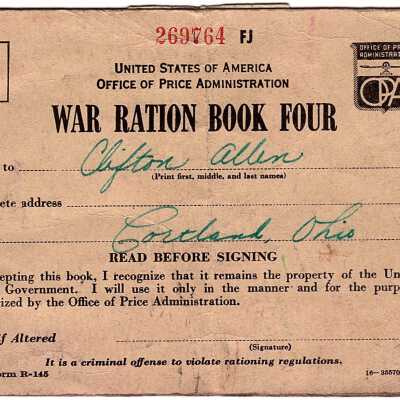 269764 FJ
OFFICE OF PRICE
ADMINISTRATI
OPA
UNITED STATES OF AMERICA
OFFICE OF PRICE ADMINISTRATION
WAR RATION BOOK FOUR
to Clifton Allen
(Print first, middle, and last names)
ete address
Cortland, Ohio
READ BEFORE SIGNING
epting this book, I recognize that it remains the property of the Un
Government. I will use it only in the manner and for the purpo
ized by the Office of Price Administration.
If Altered
(Signature)
It is a criminal offense to violate rationing regulations.
orm R-145
16—35570